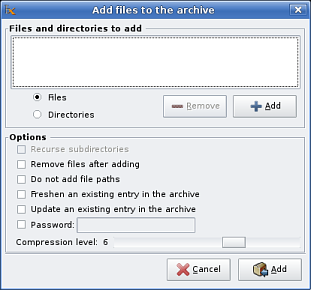 Add files to the archive
Files and directories to add
Files
Directories
Remove
Add
Options
Recurse subdirectories
Remove files after adding
Do not add file paths
Freshen an existing entry in the archive
Update an existing entry in the archive
Password:
Compression level: 6
Cancel
Add